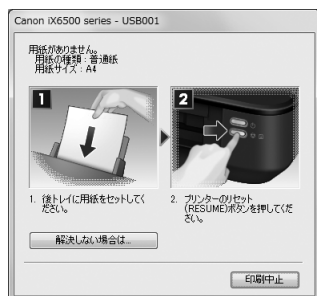 Canon iX6500 series - USB001
用紙がありません。
用紙の種類：普通紙
用紙サイズ：A4
1
2
1. 後トレイに用紙をセットしてく
ださい。
2. プリンターのリセット
(RESUME)ボタンを押してくだ
さい。
解決しない場合は...
印刷中止